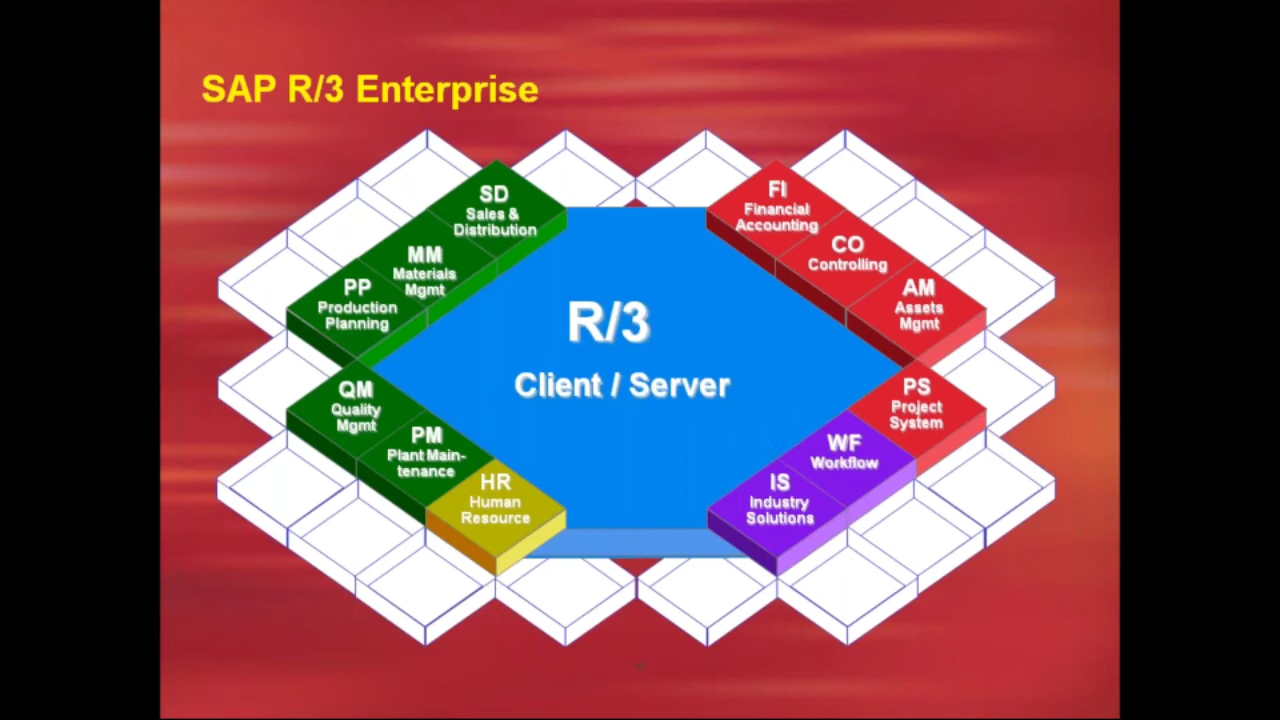 SAP R/3 Enterprise
SD
Sales &
Distribution
MM
Materials
Mgmt
PP
Production
Planning
FI
Financial
Accounting
CO
Controlling
AM
Assets
Mgmt
R/3
Client / Server
QM
Quality
Mgmt
PM
Plant Main-
tenance
HR
Human
Resource
PS
Project
System
WF
Workflow
IS
Industry
Solutions